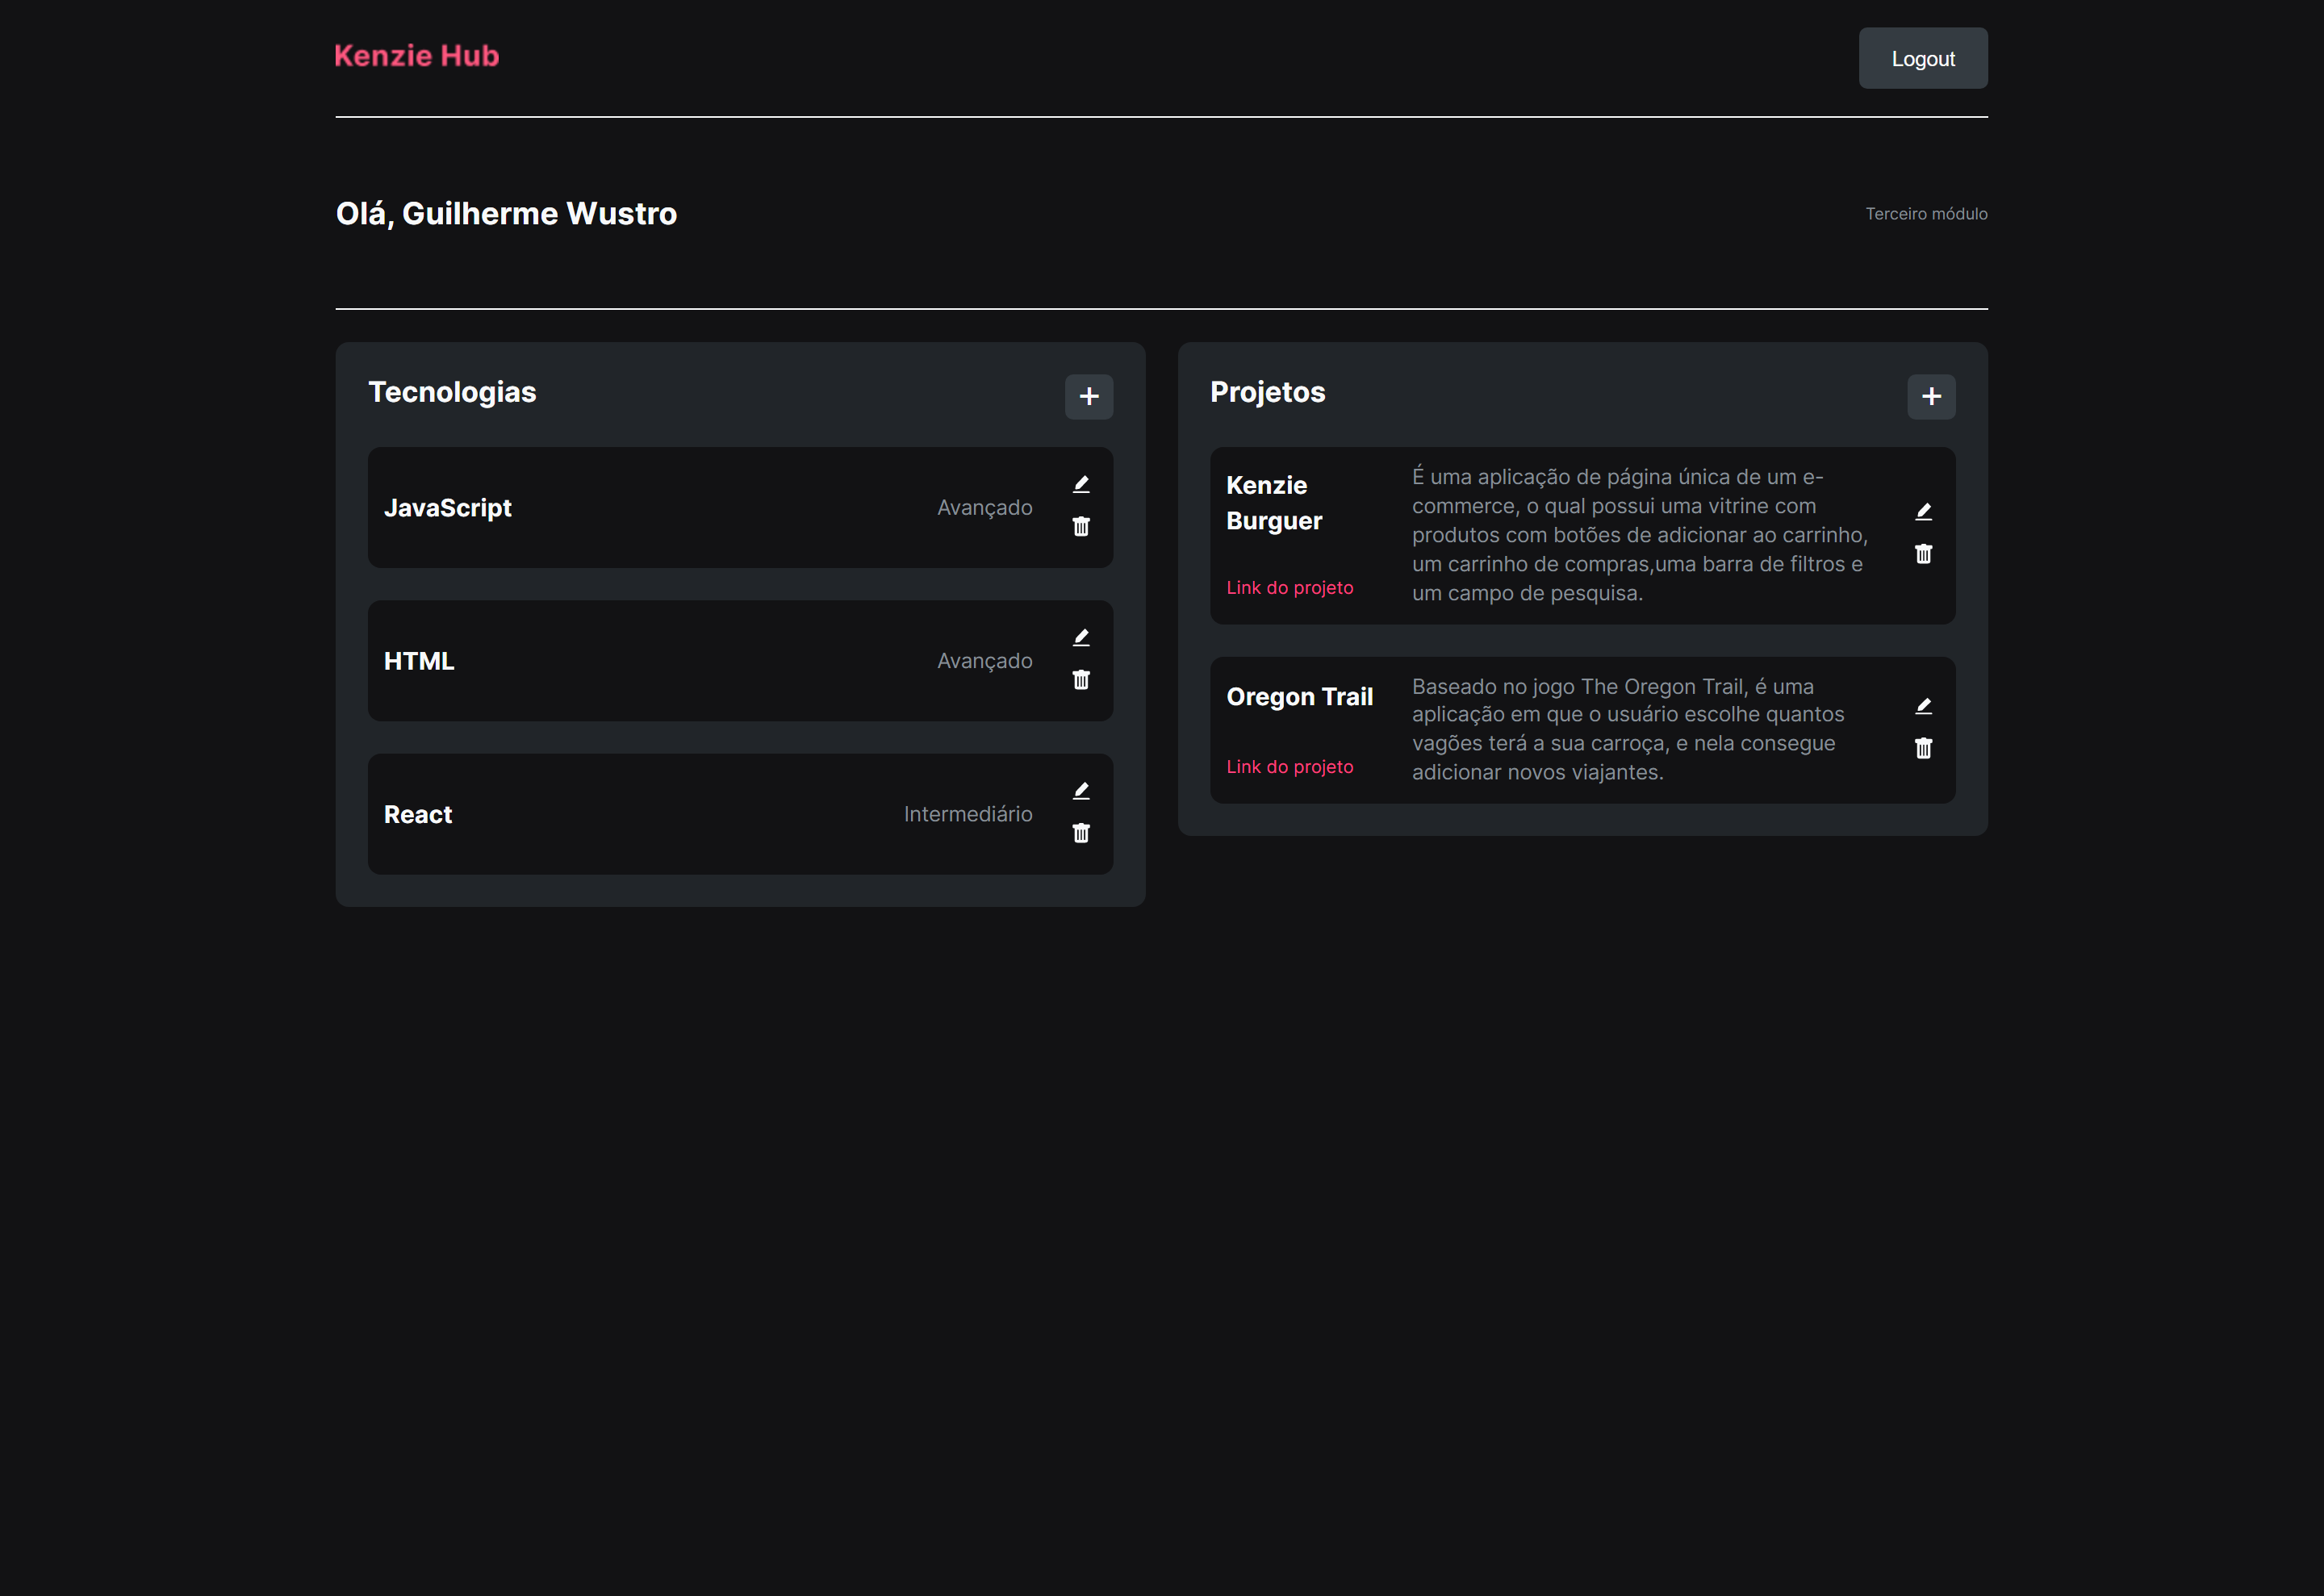 Kenzie Hub
Logout
Olá, Guilherme Wustro
Terceiro módulo
Tecnologias
JavaScript
Avançado
HTML
Avançado
React
Intermediário
Projetos
Kenzie
Burguer
Link do projeto
É uma aplicação de página única de um e-
commerce, o qual possui uma vitrine com
produtos com botões de adicionar ao carrinho,
um carrinho de compras,uma barra de filtros e
um campo de pesquisa.
Oregon Trail
Link do projeto
Baseado no jogo The Oregon Trail, é uma
aplicação em que o usuário escolhe quantos
vagões terá a sua carroça, e nela consegue
adicionar novos viajantes.